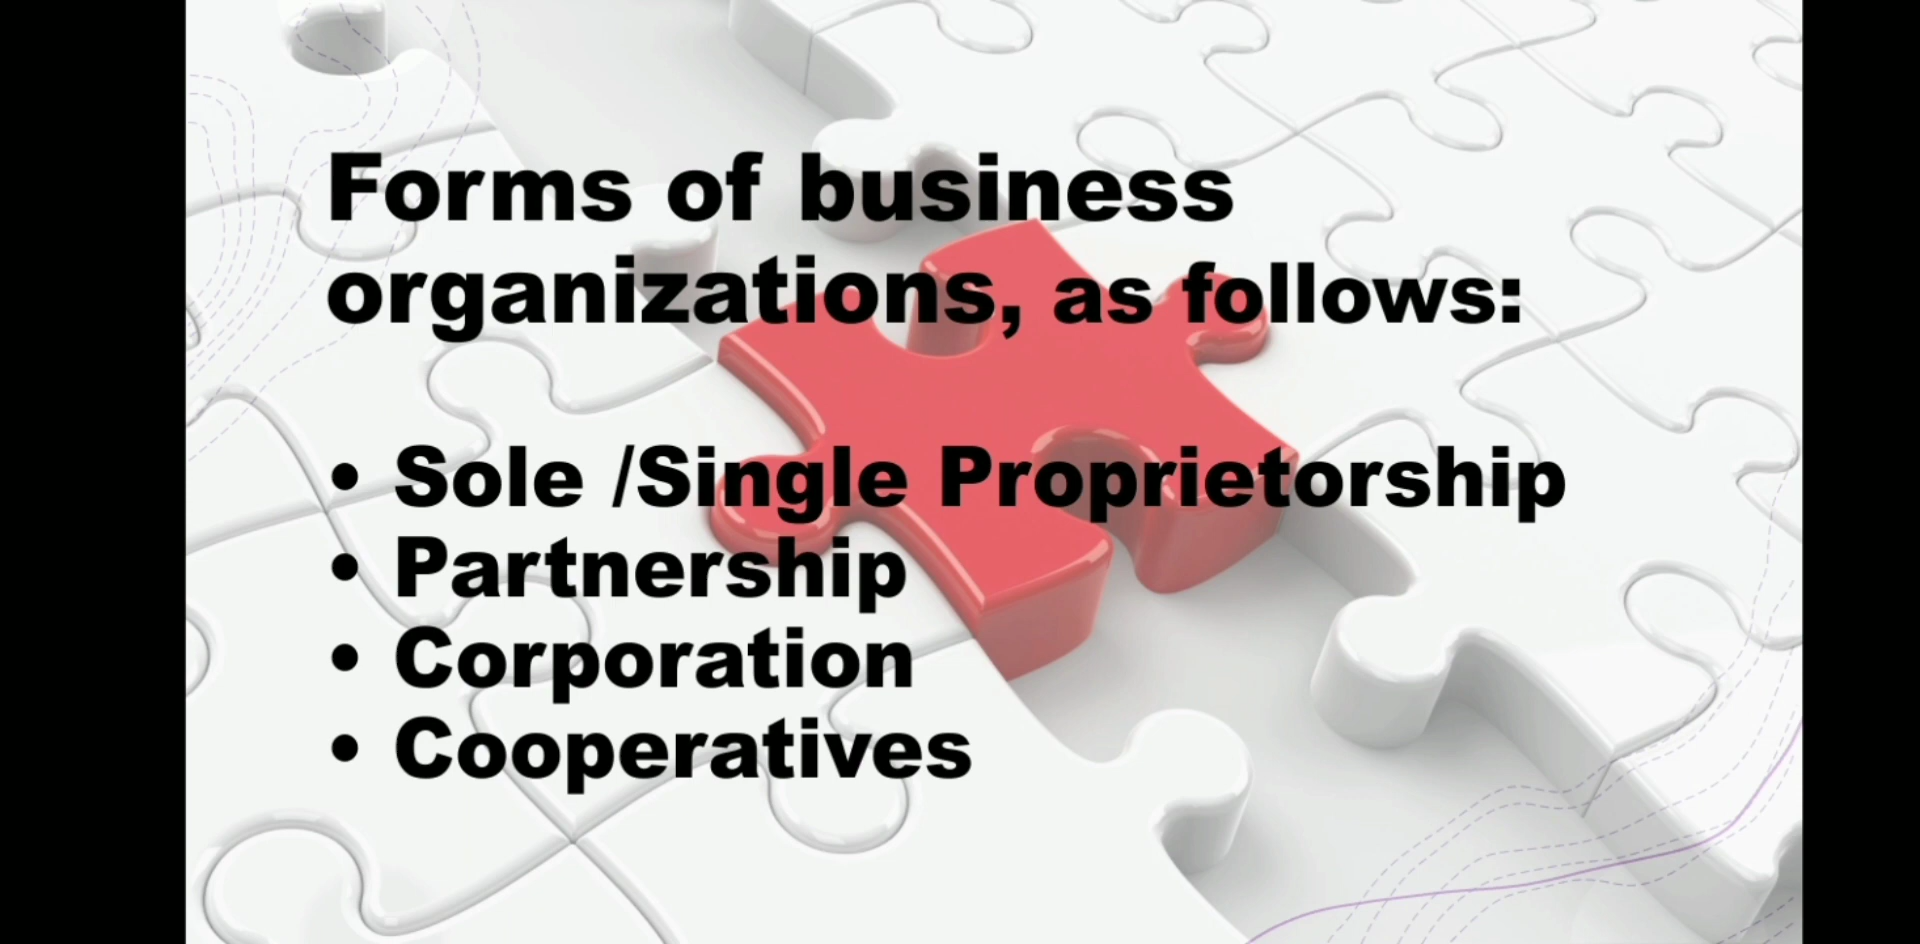 Forms of business
organizations, as follows:
• Sole /Single Proprietorship
• Partnership
• Corporation
• Cooperatives